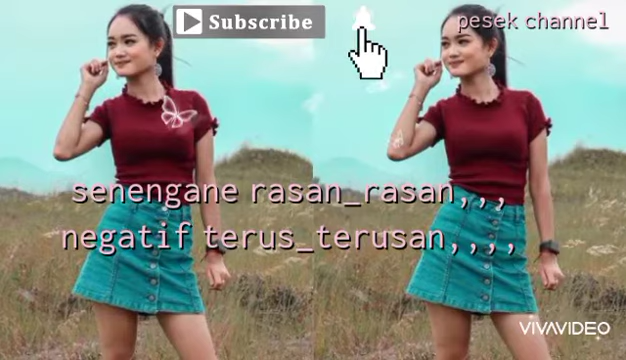 Subscribe
pesek channel
senengane rasan_rasan,,,
negatif terus_terusan,,,,
VIVAVIDEO